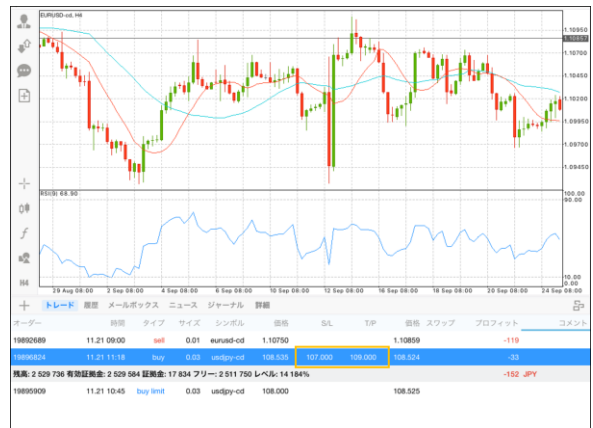 EURUSD-cd, H4
1.10950
1.10857
1.10700
1.10450
1.10200
1.09950
1.09700
1.09450
RSI(9) 68.90
100.00
90.00
10.00
0.00
H4
29 Aug 08:00 2 Sep 08:00 4 Sep 08:00 6 Sep 08:00 10 Sep 08:00 12 Sep 08:00 16 Sep 08:00 18 Sep 08:00 20 Sep 08:00 24 Sep 08:00
トレード 履歴 メールボックス ニュース ジャーナル 詳細
オーダー 時間 タイプ サイズ シンボル 価格 S/L T/P 価格 スワップ プロフィット コメント
19892689 11.21 09:00 sell 0.01 eurusd-cd 1.10750 1.10859 -119
19896824 11.21 11:18 buy 0.03 usdjpy-cd 108.535 107.000 109.000 108.524 -33
残高: 2 529 736 有効証拠金: 2 529 584 証拠金: 17 834 フリー: 2 511 750 レベル: 14 184% -152 JPY
19895909 11.21 10:45 buy limit 0.03 usdjpy-cd 108.000 108.525